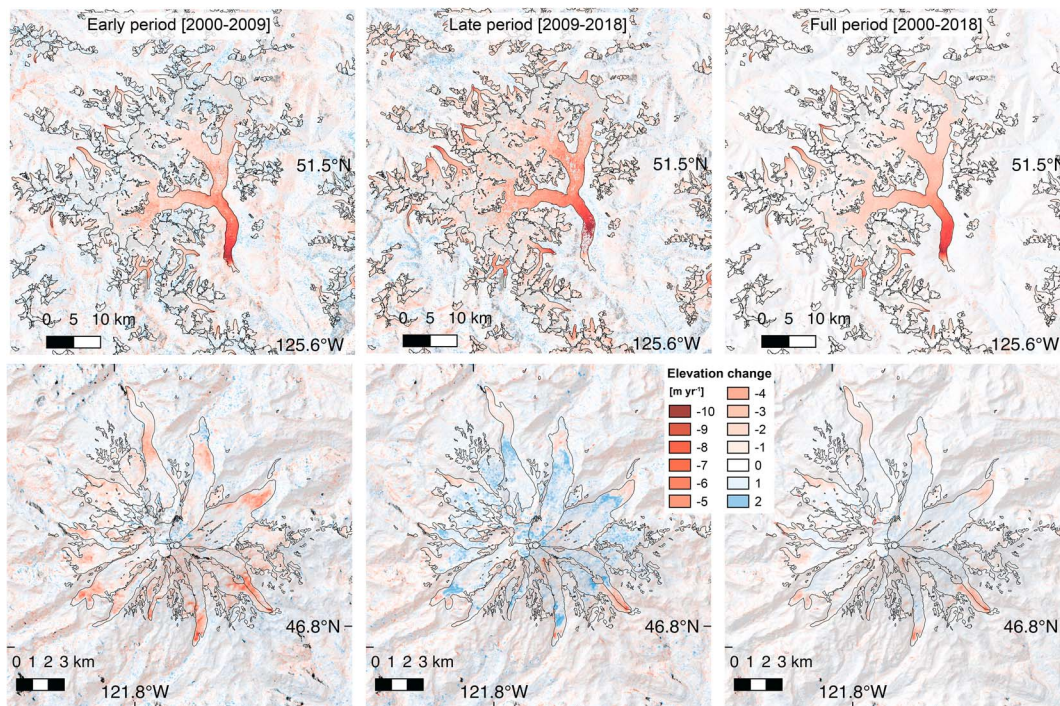 Early period [2000-2009]
Late period [2009-2018]
Full period [2000-2018]
51.5°N
51.5°N
51.5°N
0 5 10 km
0 5 10 km
0 5 10 km
125.6°W
125.6°W
125.6°W
Elevation change
[m yr⁻¹]
-10
-9
-8
-7
-6
-5
-4
-3
-2
-1
0
1
2
46.8°N
46.8°N
46.8°N
0 1 2 3 km
0 1 2 3 km
0 1 2 3 km
121.8°W
121.8°W
121.8°W